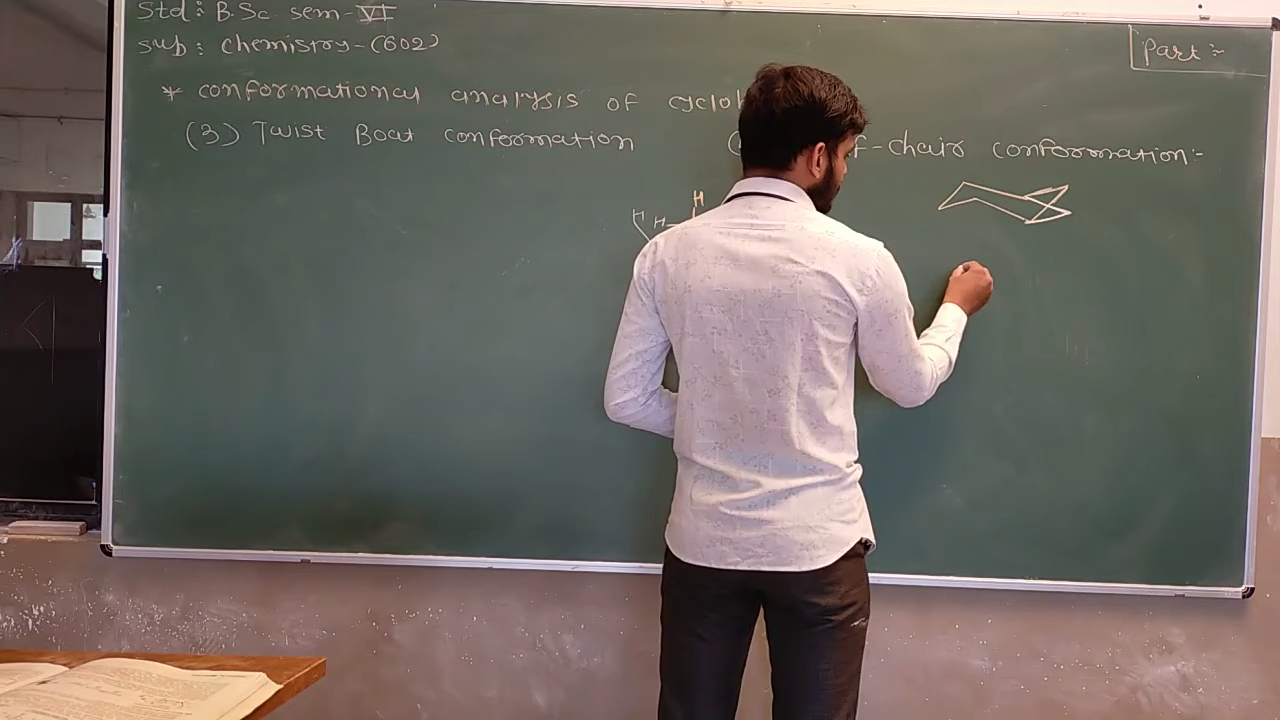 Std : B.Sc sem-VI
Sub : chemistry-(602)
Part :-
* conformational analysis of
(3) Twist Boat conformation
-chair conformation:-
H
H H